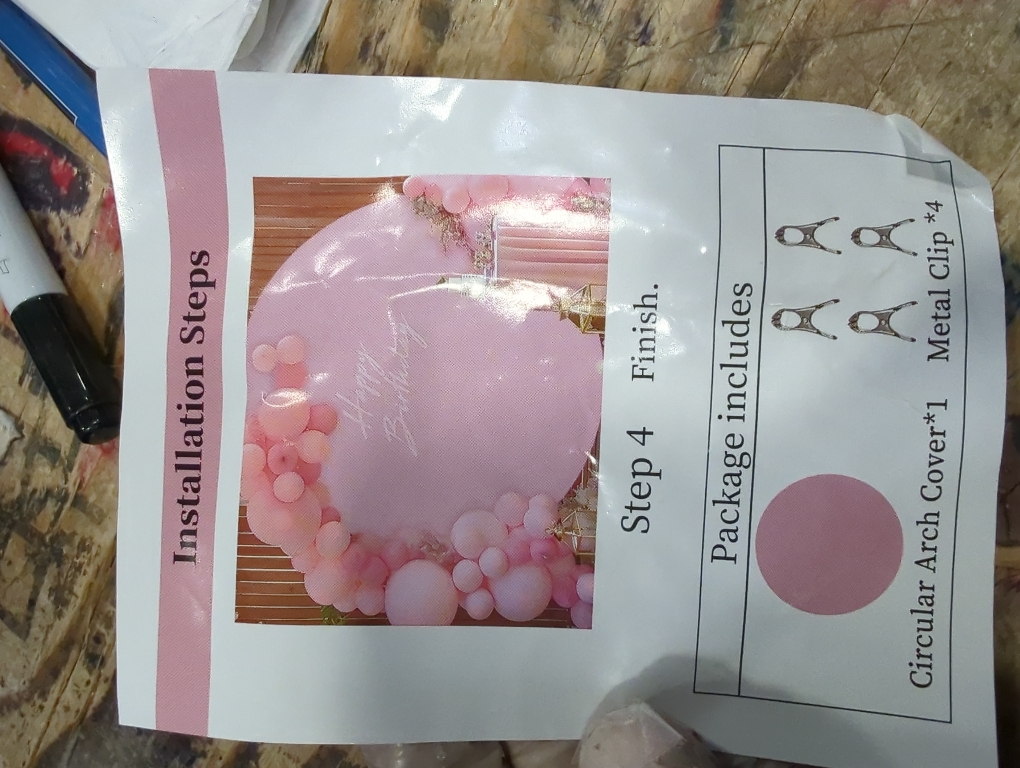 Installation Steps
Happy
Birthday
Step 4 Finish.
Package includes
Circular Arch Cover*1 Metal Clip *4